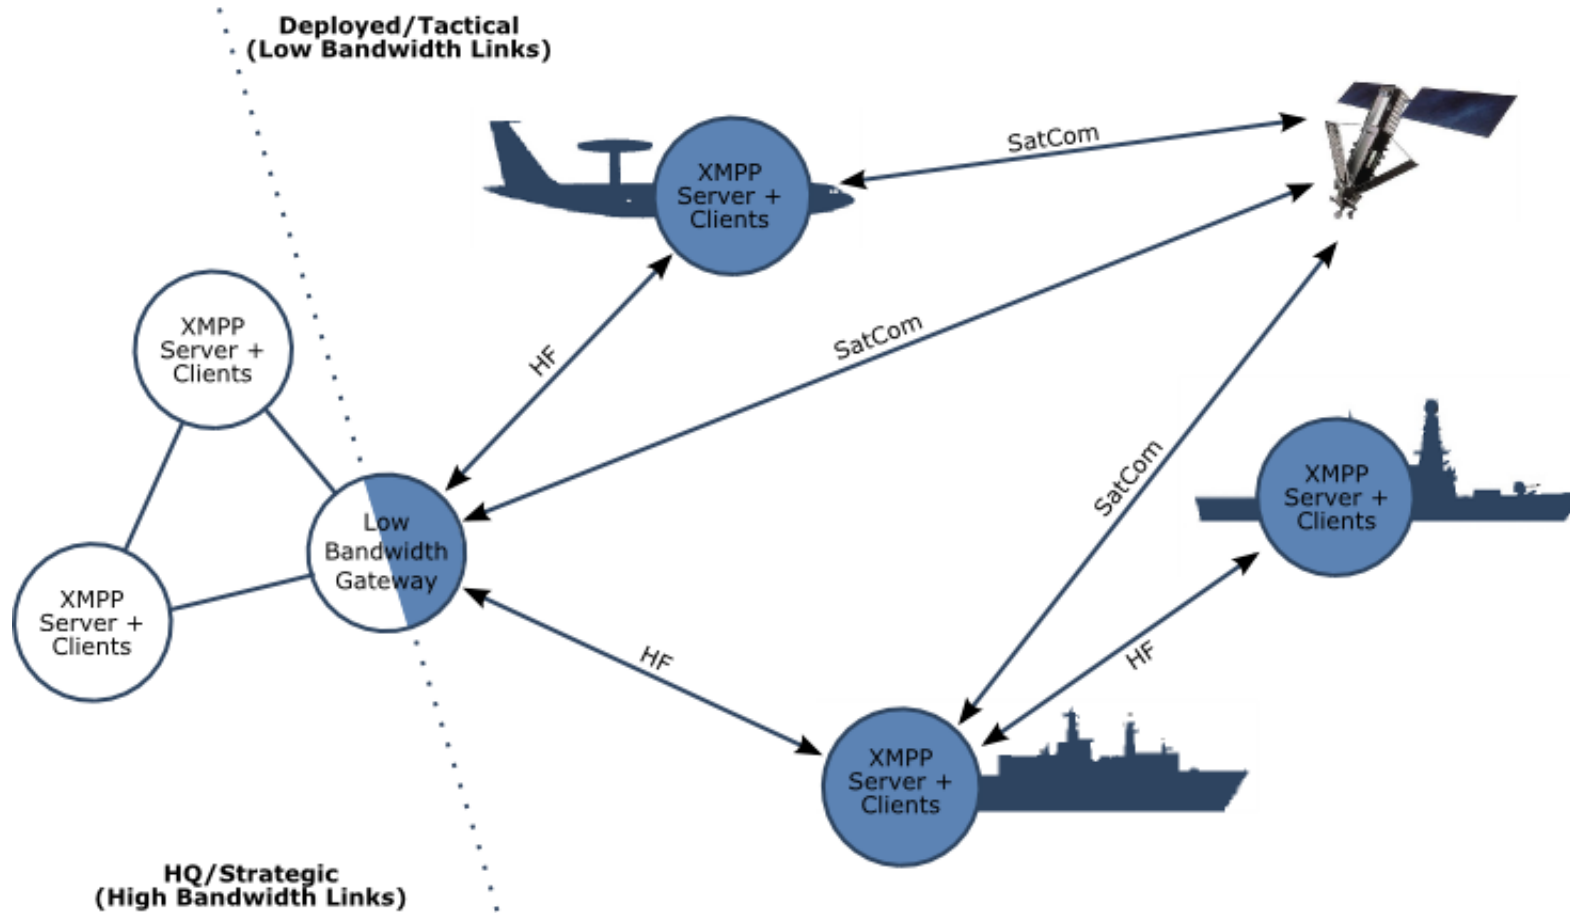 Deployed/Tactical
(Low Bandwidth Links)
XMPP
Server +
Clients
SatCom
HF
SatCom
XMPP
Server +
Clients
SatCom
XMPP
Server +
Clients
Low
Bandwidth
Gateway
XMPP
Server +
Clients
HF
HF
XMPP
Server +
Clients
HQ/Strategic
(High Bandwidth Links)